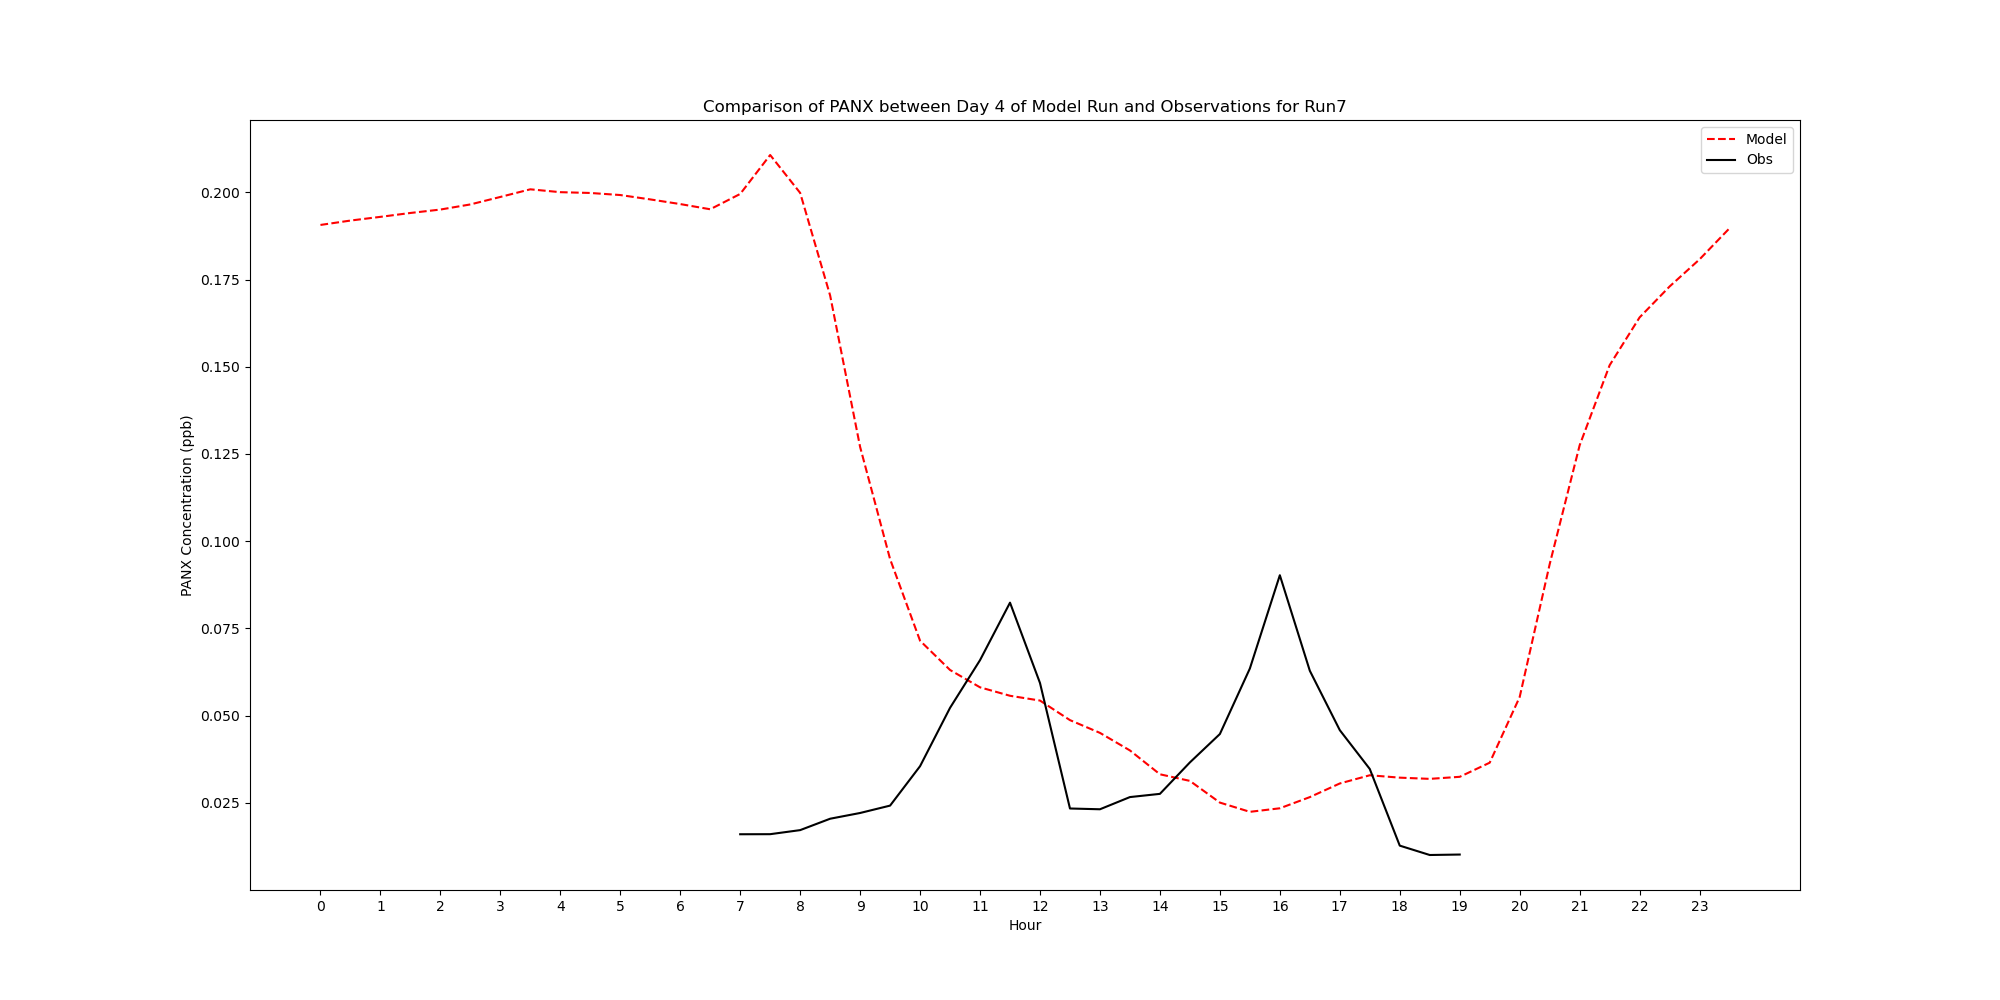 Comparison of PANX between Day 4 of Model Run and Observations for Run7
Model
Obs
PANX Concentration (ppb)
0.200
0.175
0.150
0.125
0.100
0.075
0.050
0.025
0 1 2 3 4 5 6 7 8 9 10 11 12 13 14 15 16 17 18 19 20 21 22 23
Hour